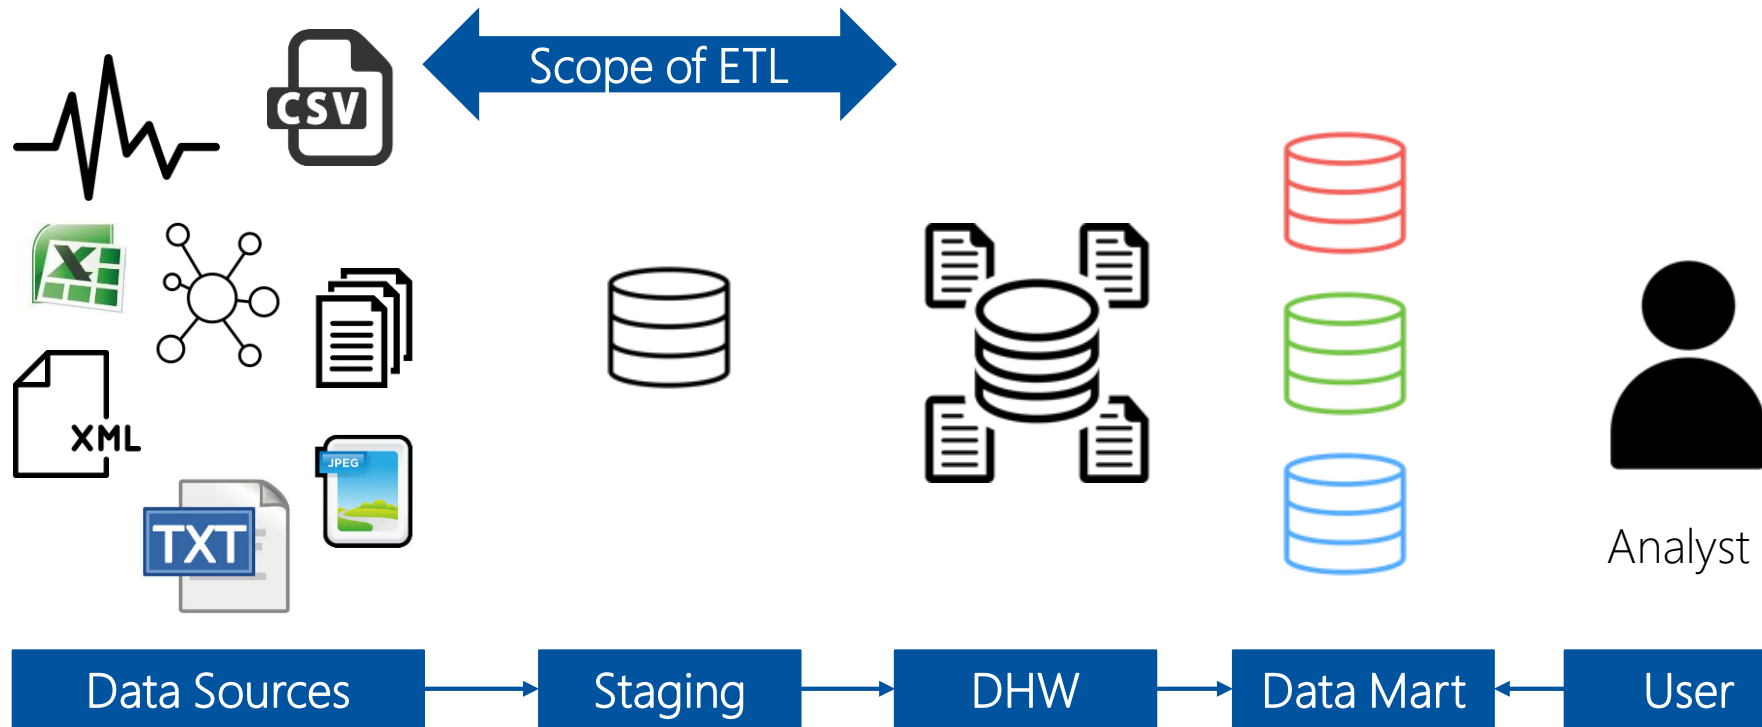 Scope of ETL
CSV
X
XML
JPEG
TXT
Analyst
Data Sources
Staging
DHW
Data Mart
User